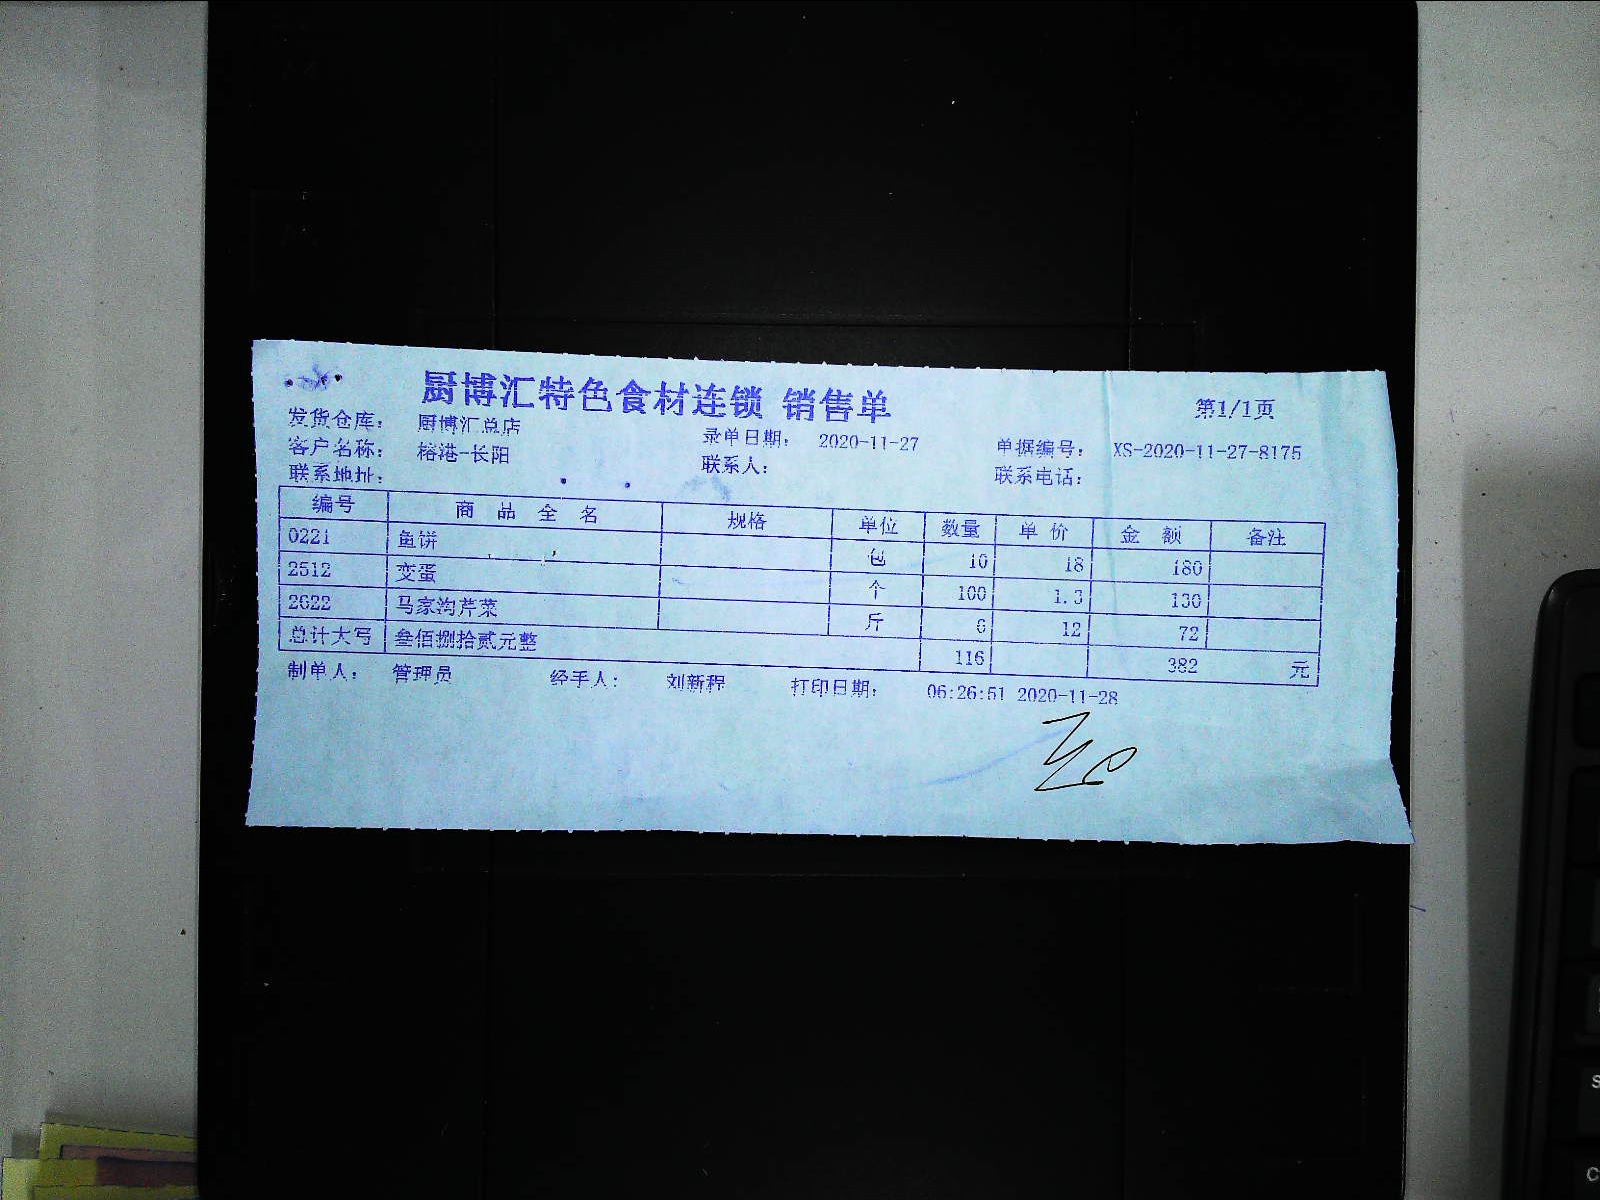 厨博汇特色食材连锁 销售单
第1/1页
发货仓库： 厨博汇总店 录单日期： 2020-11-27 单据编号： XS-2020-11-27-8175
客户名称： 榕港-长阳 联系人： 联系电话：
联系地址：
编号 商品全名 规格 单位 数量 单价 金额 备注
0221 鱼饼 包 10 18 180
2512 变蛋 个 100 1.3 130
2622 马家沟芹菜 斤 6 12 72
总计大写 叁佰捌拾贰元整 116 382 元
制单人： 管理员 经手人： 刘新程 打印日期： 06:26:51 2020-11-28